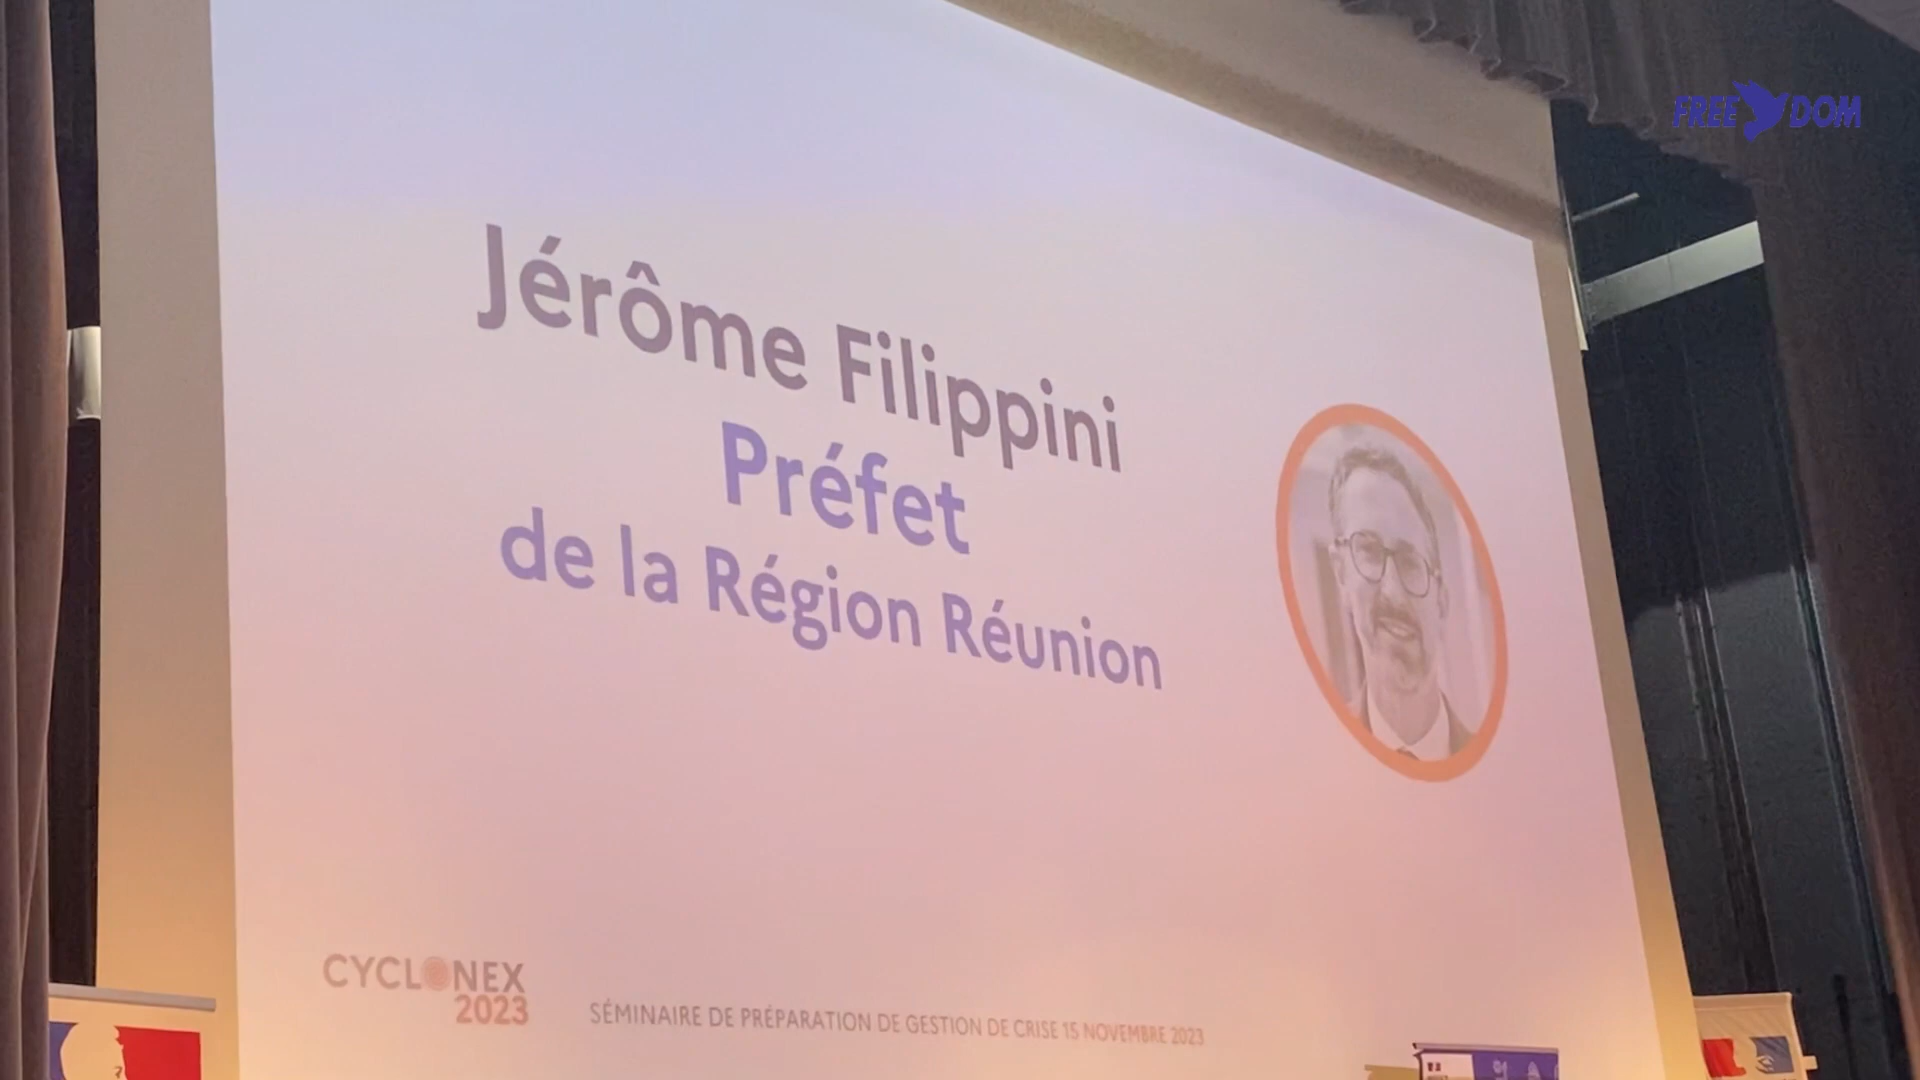 FREE DOM
Jérôme Filippini
Préfet
de la Région Réunion
CYCLONEX
2023
SÉMINAIRE DE PRÉPARATION DE GESTION DE CRISE 15 NOVEMBRE 2023